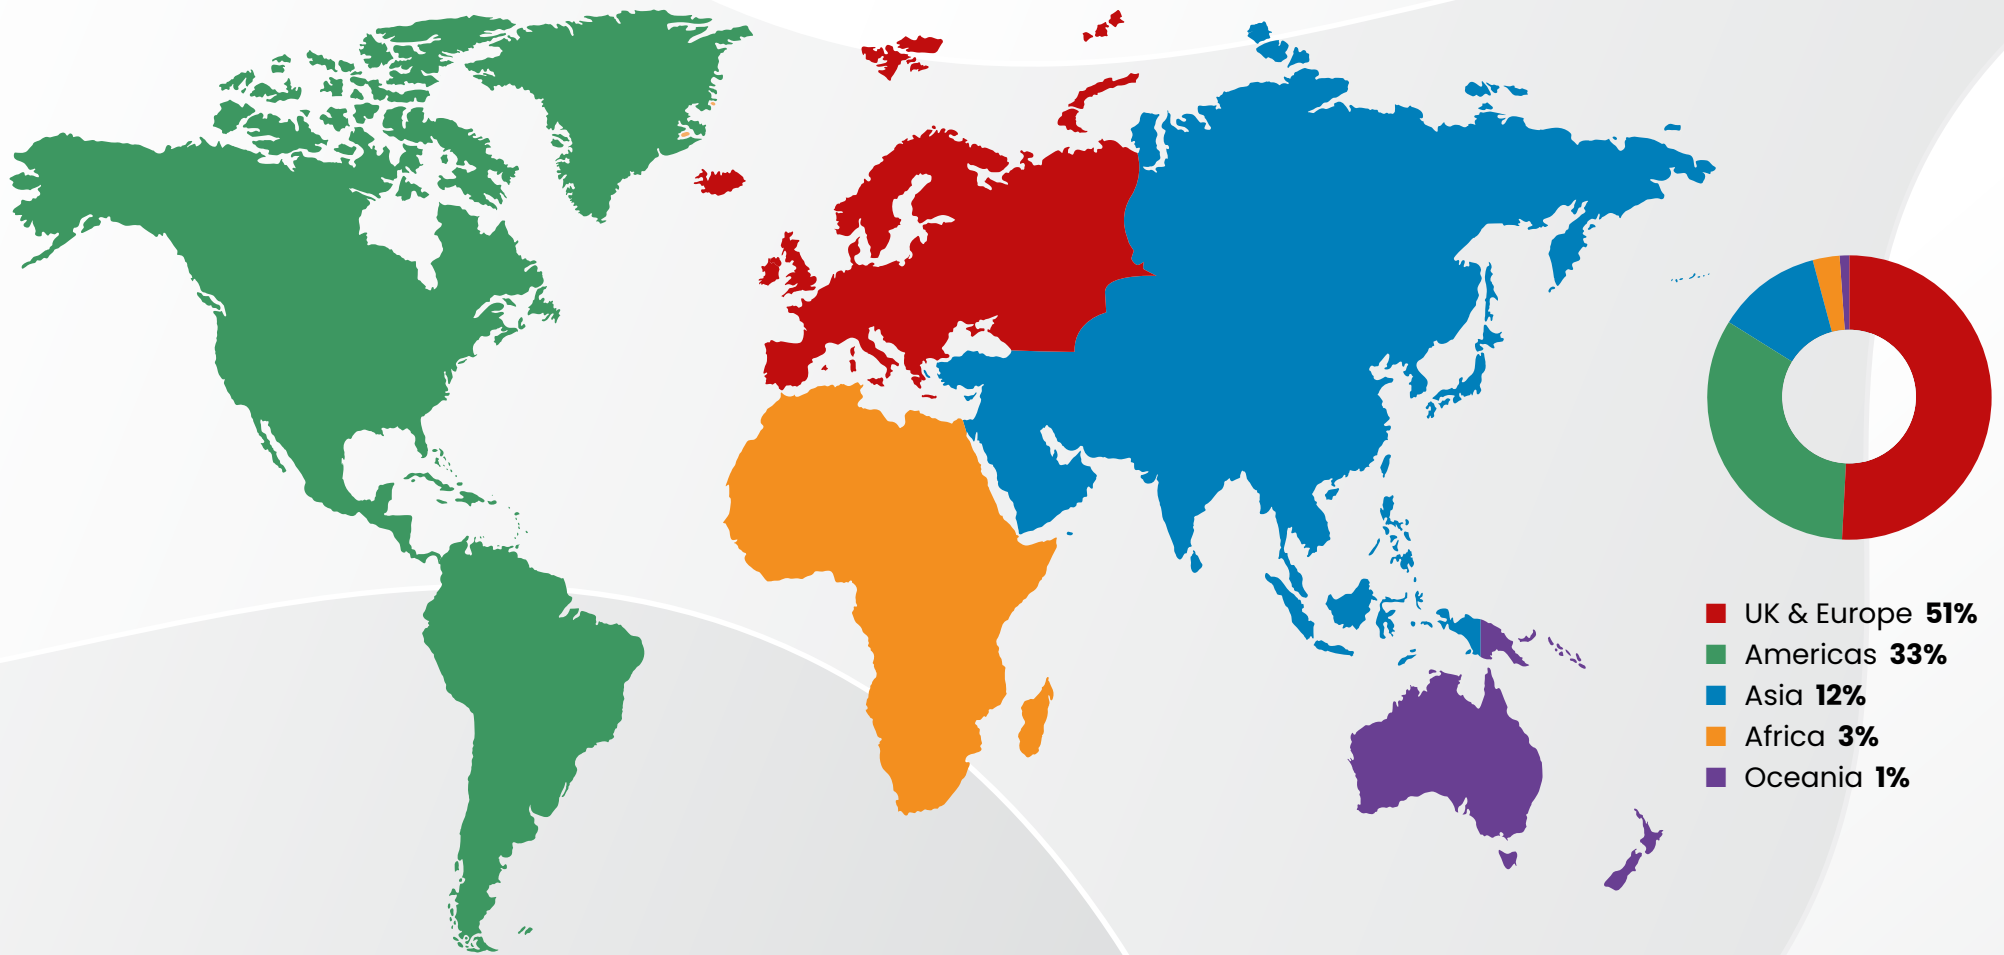 UK & Europe 51%
Americas 33%
Asia 12%
Africa 3%
Oceania 1%